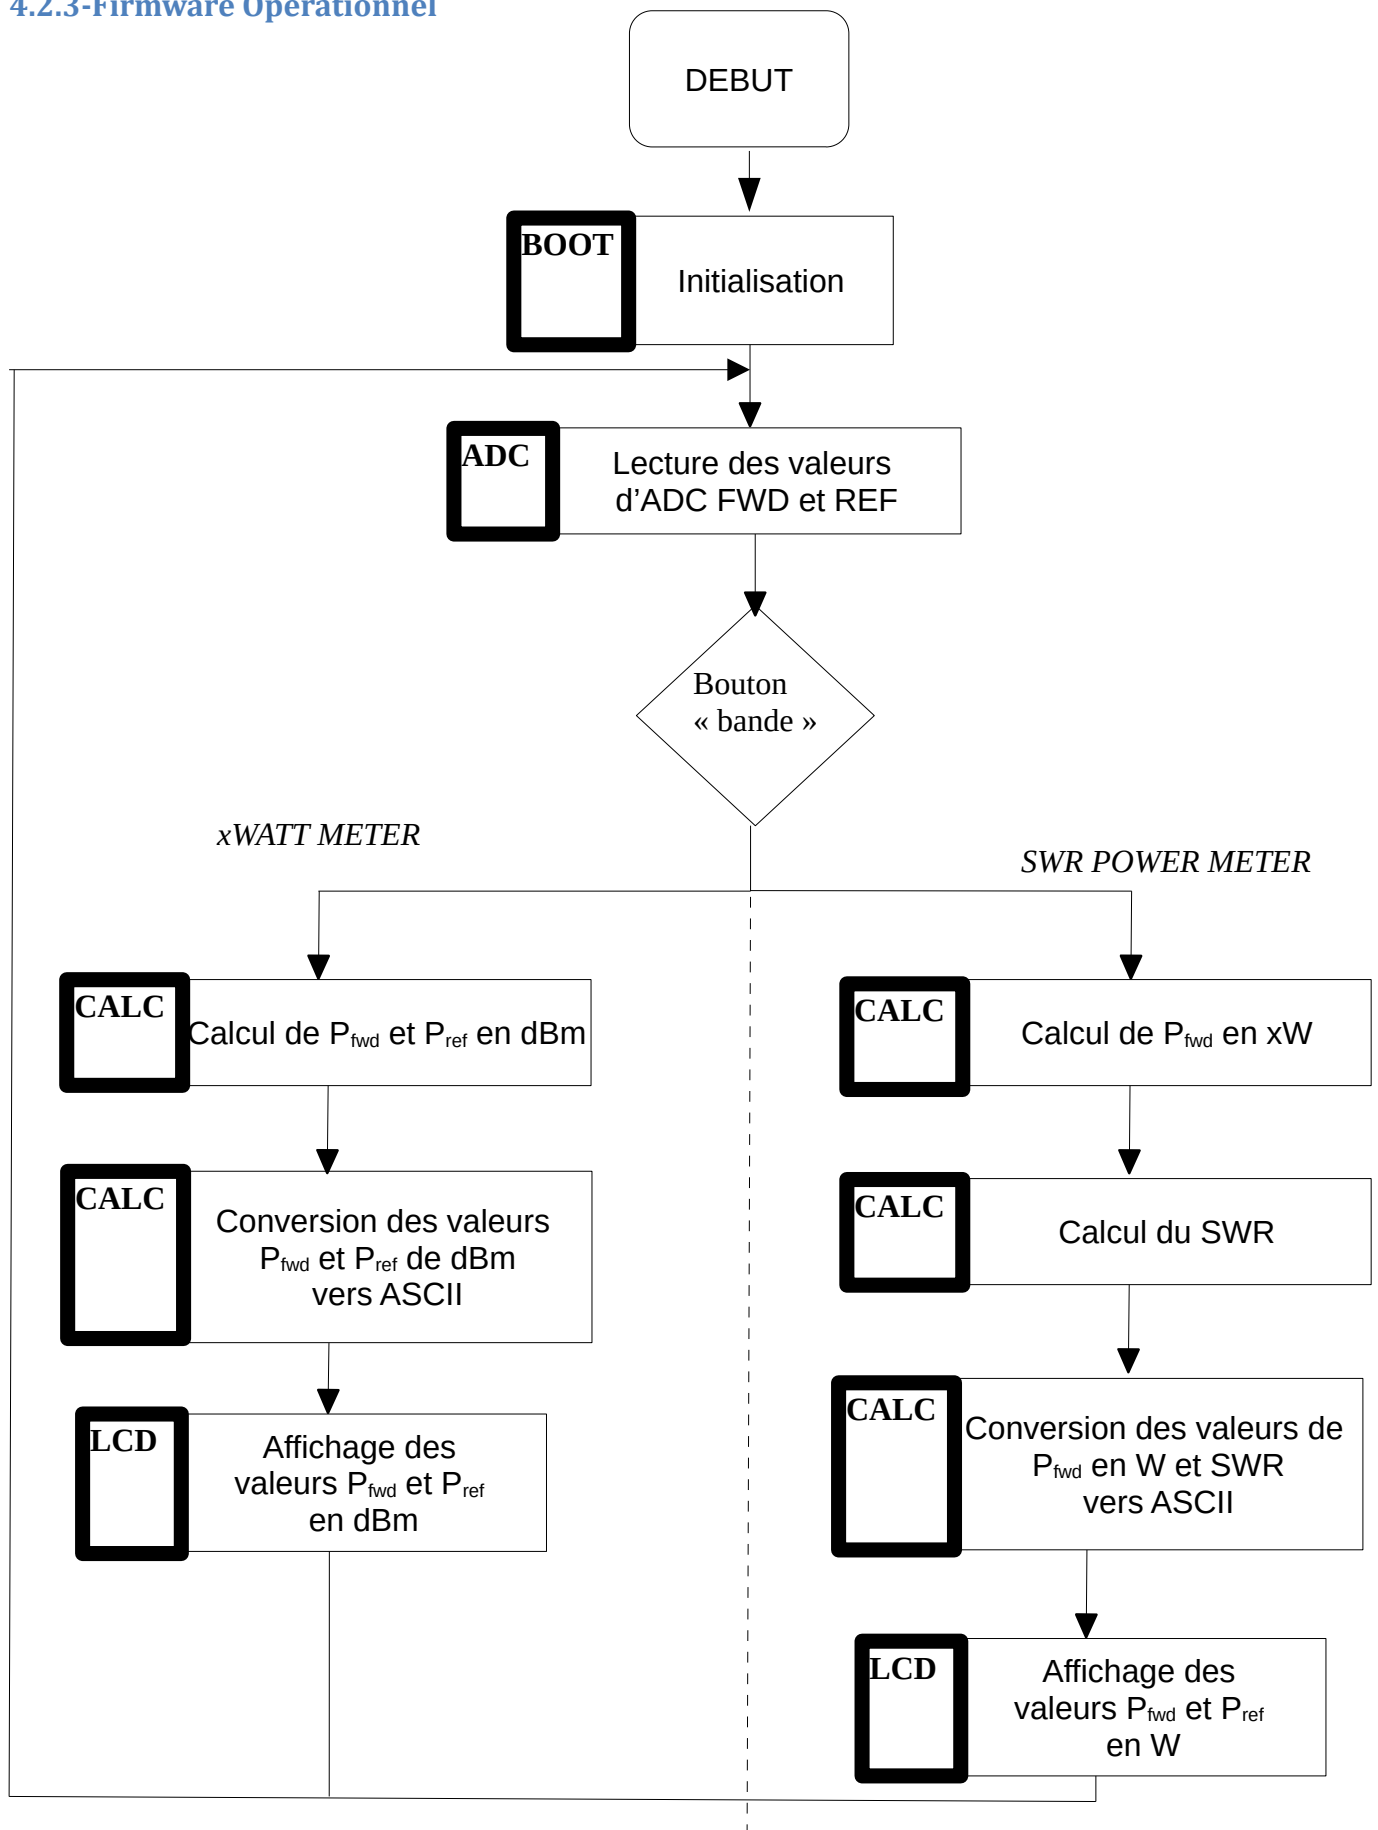 4.2.3-Firmware Opérationnel
DEBUT
BOOT
Initialisation
ADC
Lecture des valeurs
d’ADC FWD et REF
Bouton
« bande »
xWATT METER
SWR POWER METER
CALC
Calcul de Pfwd et Pref en dBm
CALC
Calcul de Pfwd en xW
CALC
Conversion des valeurs
Pfwd et Pref de dBm
vers ASCII
CALC
Calcul du SWR
LCD
Affichage des
valeurs Pfwd et Pref
en dBm
CALC
Conversion des valeurs de
Pfwd en W et SWR
vers ASCII
LCD
Affichage des
valeurs Pfwd et Pref
en W